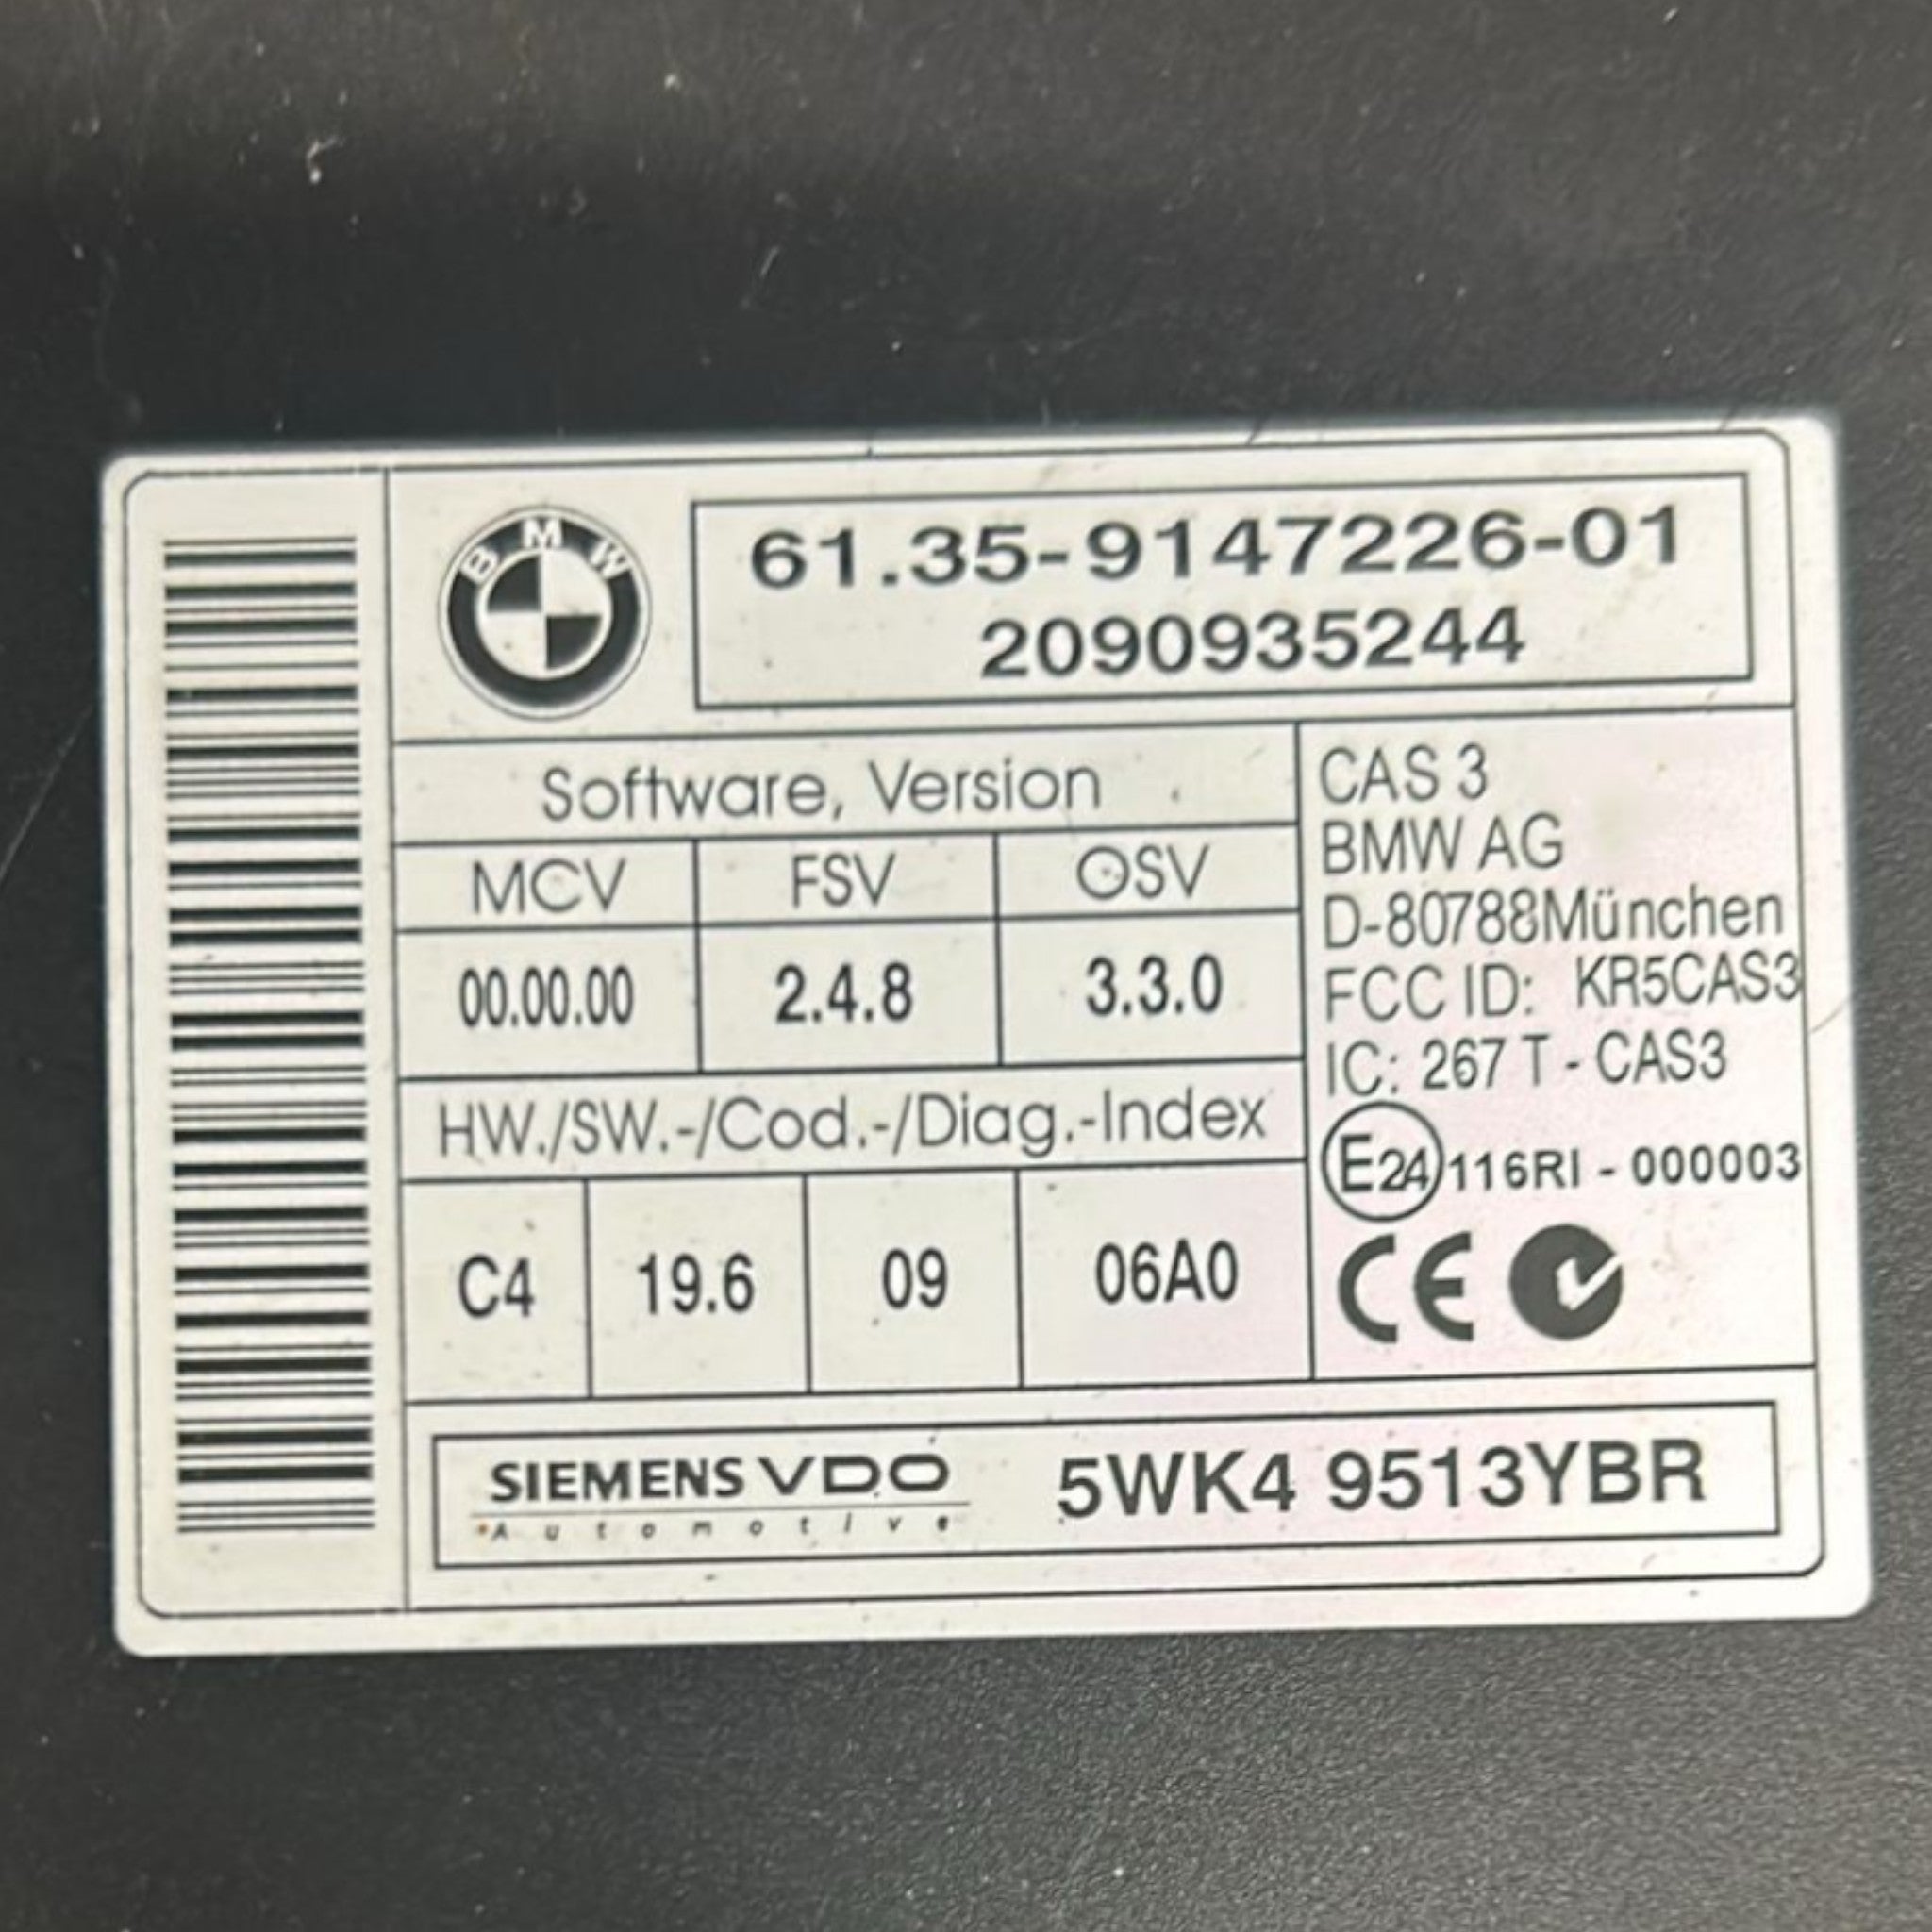 BMW
61.35-9147226-01
2090935244
Software, Version
MCV FSV OSV
00.00.00 2.4.8 3.3.0
HW./SW.-/Cod.-/Diag.-Index
C4 19.6 09 06A0
CAS 3
BMW AG
D-80788München
FCC ID: KR5CAS3
IC: 267 T - CAS3
E24 116RI - 000003
CE
SIEMENS VDO
Automotive
5WK4 9513YBR